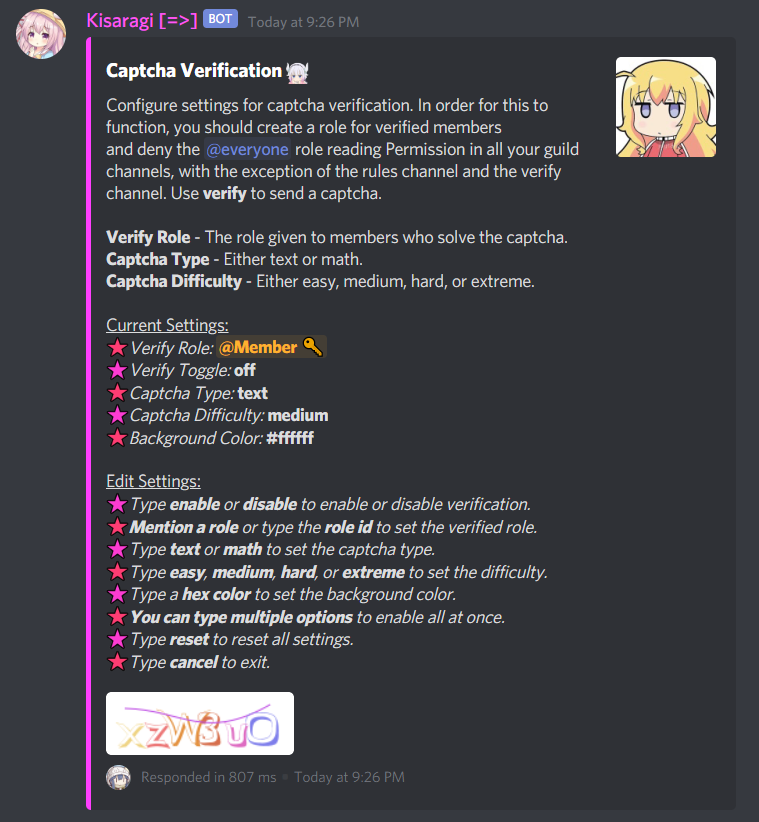 Kisaragi [=>] BOT Today at 9:26 PM
Captcha Verification
Configure settings for captcha verification. In order for this to
function, you should create a role for verified members
and deny the @everyone role reading Permission in all your guild
channels, with the exception of the rules channel and the verify
channel. Use verify to send a captcha.
Verify Role - The role given to members who solve the captcha.
Captcha Type - Either text or math.
Captcha Difficulty - Either easy, medium, hard, or extreme.
Current Settings:
Verify Role: @Member 🔑
Verify Toggle: off
Captcha Type: text
Captcha Difficulty: medium
Background Color: #ffffff
Edit Settings:
Type enable or disable to enable or disable verification.
Mention a role or type the role id to set the verified role.
Type text or math to set the captcha type.
Type easy, medium, hard, or extreme to set the difficulty.
Type a hex color to set the background color.
You can type multiple options to enable all at once.
Type reset to reset all settings.
Type cancel to exit.
xzW3uO
Responded in 807 ms • Today at 9:26 PM